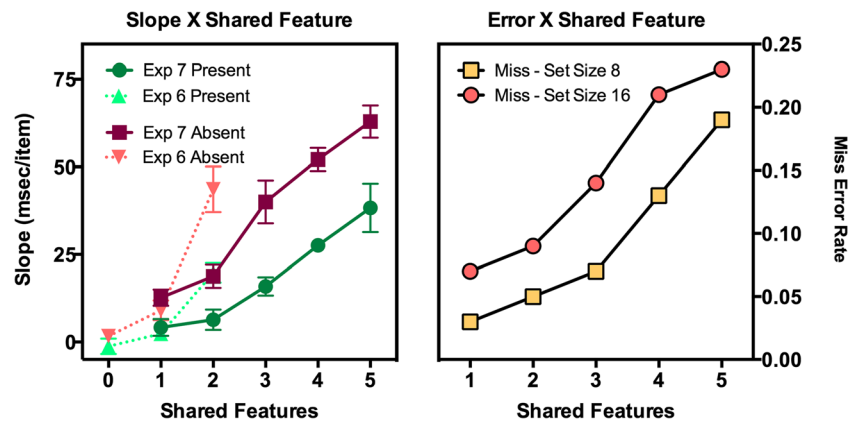 Slope X Shared Feature
Slope (msec/item)
75
50
25
0
Exp 7 Present
Exp 6 Present
Exp 7 Absent
Exp 6 Absent
0 1 2 3 4 5
Shared Features
Error X Shared Feature
Miss - Set Size 8
Miss - Set Size 16
0.25
0.20
0.15
0.10
0.05
0.00
Miss Error Rate
1 2 3 4 5
Shared Features